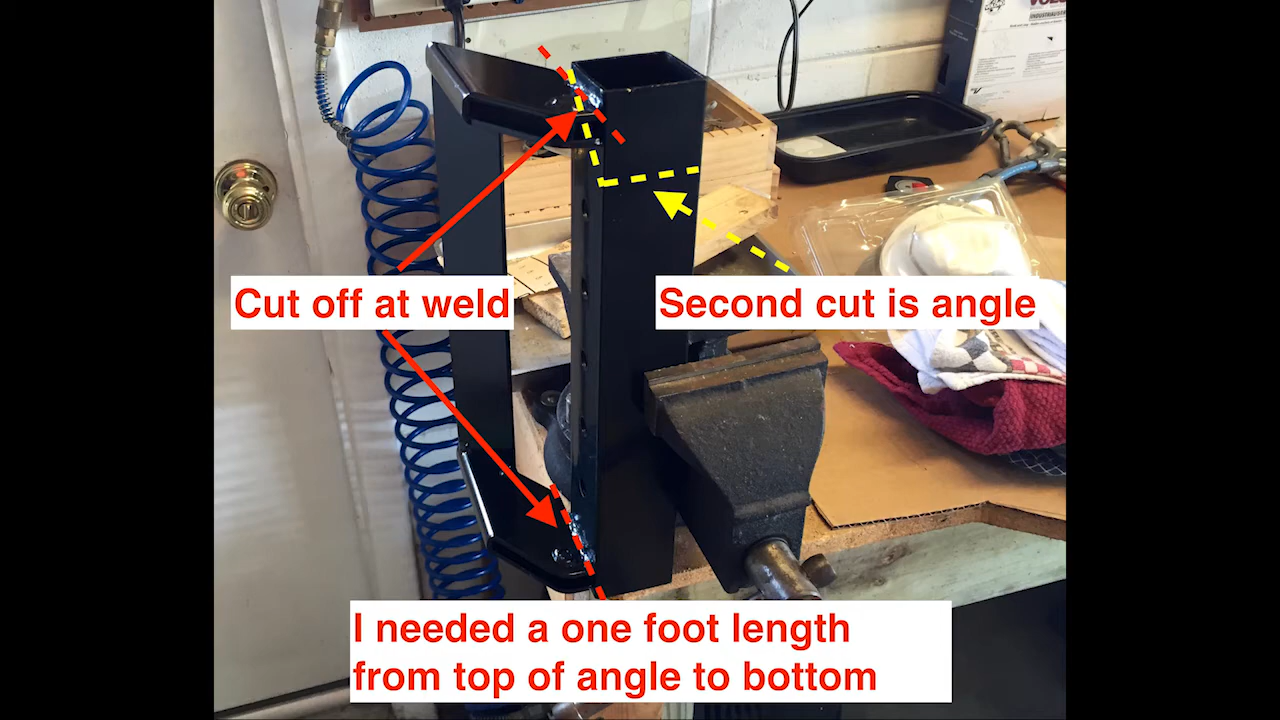 Cut off at weld
Second cut is angle
I needed a one foot length
from top of angle to bottom